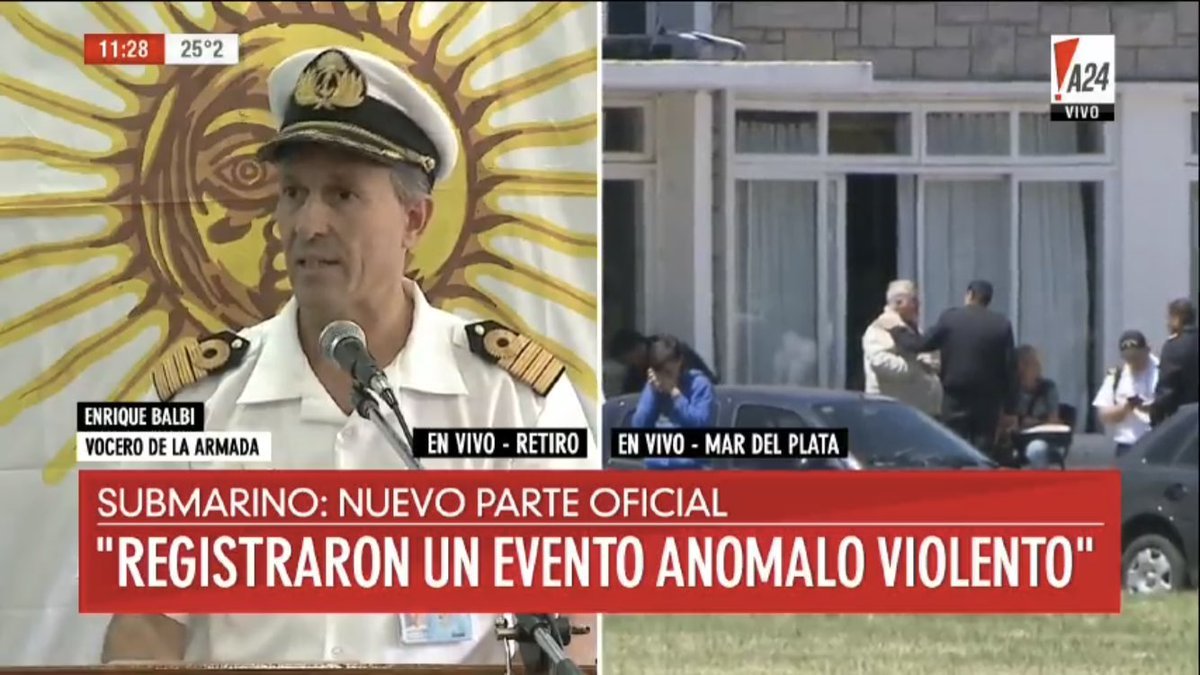 11:28 25°2
A24
VIVO
ENRIQUE BALBI
VOCERO DE LA ARMADA
EN VIVO - RETIRO
EN VIVO - MAR DEL PLATA
SUBMARINO: NUEVO PARTE OFICIAL
"REGISTRARON UN EVENTO ANOMALO VIOLENTO"